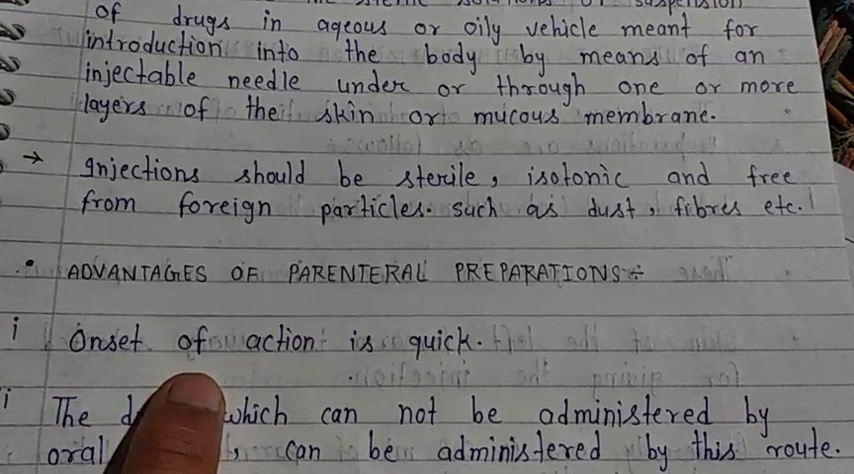 of drugs in aqeous or oily vehicle meant for
introduction into the body by means of an
injectable needle under or through one or more
layers of the skin or mucous membrane.
→ Injections should be sterile, isotonic and free
from foreign particles. such as dust, fibres etc.
• ADVANTAGES OF PARENTERAL PREPARATIONS÷
i Onset of action is quick.
i The which can not be administered by
oral , can be administered by this route.